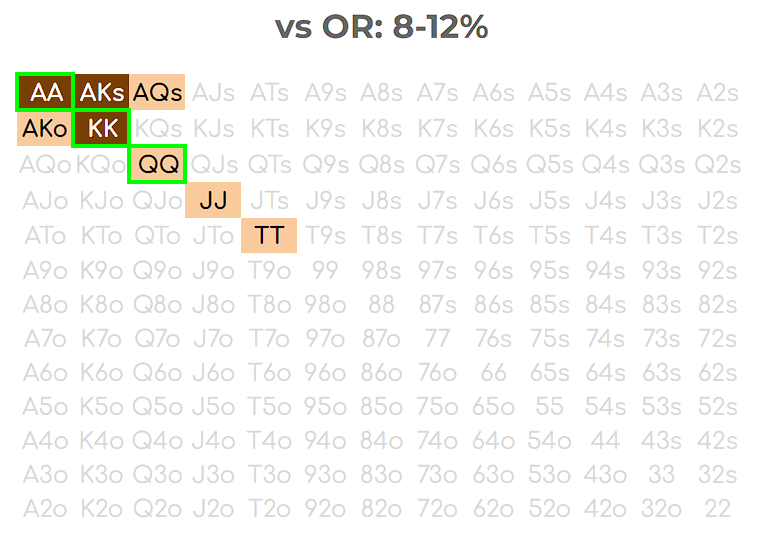 vs OR: 8-12%
AA AKs AQs AJs ATs A9s A8s A7s A6s A5s A4s A3s A2s
AKo KK KQs KJs KTs K9s K8s K7s K6s K5s K4s K3s K2s
AQo KQo QQ QJs QTs Q9s Q8s Q7s Q6s Q5s Q4s Q3s Q2s
AJo KJo QJo JJ JTs J9s J8s J7s J6s J5s J4s J3s J2s
ATo KTo QTo JTo TT T9s T8s T7s T6s T5s T4s T3s T2s
A9o K9o Q9o J9o T9o 99 98s 97s 96s 95s 94s 93s 92s
A8o K8o Q8o J8o T8o 98o 88 87s 86s 85s 84s 83s 82s
A7o K7o Q7o J7o T7o 97o 87o 77 76s 75s 74s 73s 72s
A6o K6o Q6o J6o T6o 96o 86o 76o 66 65s 64s 63s 62s
A5o K5o Q5o J5o T5o 95o 85o 75o 65o 55 54s 53s 52s
A4o K4o Q4o J4o T4o 94o 84o 74o 64o 54o 44 43s 42s
A3o K3o Q3o J3o T3o 93o 83o 73o 63o 53o 43o 33 32s
A2o K2o Q2o J2o T2o 92o 82o 72o 62o 52o 42o 32o 22